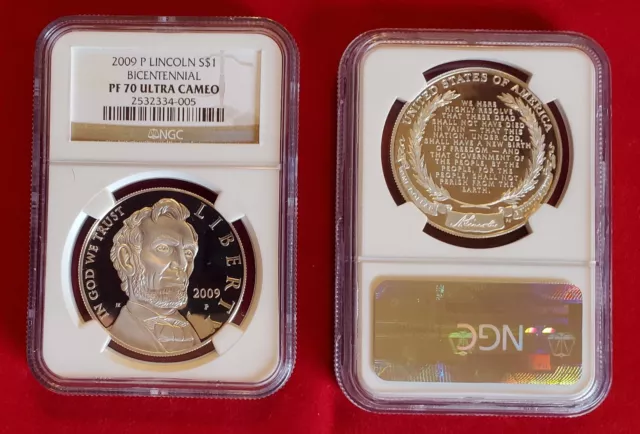 2009 P LINCOLN S$1
BICENTENNIAL
PF 70 ULTRA CAMEO
2532334-005
NGC
IN GOD WE TRUST
LIBERTY
2009
P
UNITED STATES OF AMERICA
WE HERE
HIGHLY RESOLVE
THAT THESE DEAD
SHALL NOT HAVE DIED
IN VAIN — THAT THIS
NATION, UNDER GOD,
SHALL HAVE A NEW BIRTH
OF FREEDOM — AND
THAT GOVERNMENT OF
THE PEOPLE, BY THE
PEOPLE, FOR THE
PEOPLE, SHALL NOT
PERISH FROM THE
EARTH.
A. Lincoln
NGC